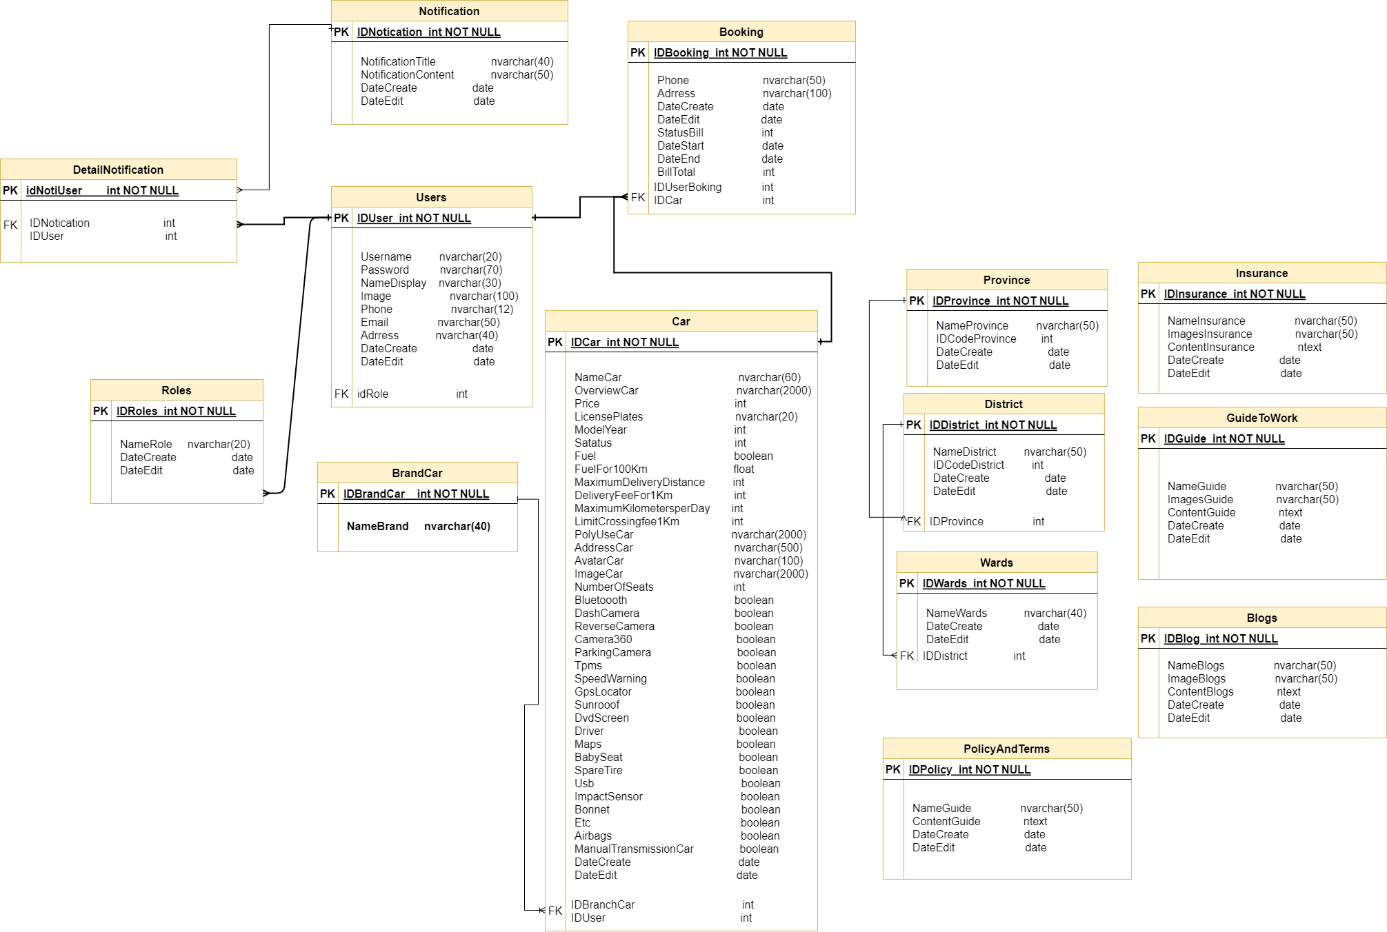 Notification
PK IDNotication int NOT NULL
NotificationTitle nvarchar(40)
NotificationContent nvarchar(50)
DateCreate date
DateEdit date
Booking
PK IDBooking int NOT NULL
Phone nvarchar(50)
Adrress nvarchar(100)
DateCreate date
DateEdit date
StatusBill int
DateStart date
DateEnd date
BillTotal int
IDUserBoking int
FK IDCar int
DetailNotification
PK idNotiUser int NOT NULL
FK IDNotication int
IDUser int
Users
PK IDUser int NOT NULL
Username nvarchar(20)
Password nvarchar(70)
NameDisplay nvarchar(30)
Image nvarchar(100)
Phone nvarchar(12)
Email nvarchar(50)
Adrress nvarchar(40)
DateCreate date
DateEdit date
FK idRole int
Roles
PK IDRoles int NOT NULL
NameRole nvarchar(20)
DateCreate date
DateEdit date
BrandCar
PK IDBrandCar int NOT NULL
NameBrand nvarchar(40)
Car
PK IDCar int NOT NULL
NameCar nvarchar(60)
OverviewCar nvarchar(2000)
Price int
LicensePlates nvarchar(20)
ModelYear int
Satatus int
Fuel boolean
FuelFor100Km float
MaximumDeliveryDistance int
DeliveryFeeFor1Km int
MaximumKilometersperDay int
LimitCrossingfee1Km int
PolyUseCar nvarchar(2000)
AddressCar nvarchar(500)
AvatarCar nvarchar(100)
ImageCar nvarchar(2000)
NumberOfSeats int
Bluetoooth boolean
DashCamera boolean
ReverseCamera boolean
Camera360 boolean
ParkingCamera boolean
Tpms boolean
SpeedWarning boolean
GpsLocator boolean
Sunrooof boolean
DvdScreen boolean
Driver boolean
Maps boolean
BabySeat boolean
SpareTire boolean
Usb boolean
ImpactSensor boolean
Bonnet boolean
Etc boolean
Airbags boolean
ManualTransmissionCar boolean
DateCreate date
DateEdit date
FK IDBranchCar int
IDUser int
Province
PK IDProvince int NOT NULL
NameProvince nvarchar(50)
IDCodeProvince int
DateCreate date
DateEdit date
District
PK IDDistrict int NOT NULL
NameDistrict nvarchar(50)
IDCodeDistrict int
DateCreate date
DateEdit date
FK IDProvince int
Wards
PK IDWards int NOT NULL
NameWards nvarchar(40)
DateCreate date
DateEdit date
FK IDDistrict int
PolicyAndTerms
PK IDPolicy int NOT NULL
NameGuide nvarchar(50)
ContentGuide ntext
DateCreate date
DateEdit date
Insurance
PK IDInsurance int NOT NULL
NameInsurance nvarchar(50)
ImagesInsurance nvarchar(50)
ContentInsurance ntext
DateCreate date
DateEdit date
GuideToWork
PK IDGuide int NOT NULL
NameGuide nvarchar(50)
ImagesGuide nvarchar(50)
ContentGuide ntext
DateCreate date
DateEdit date
Blogs
PK IDBlog int NOT NULL
NameBlogs nvarchar(50)
ImageBlogs nvarchar(50)
ContentBlogs ntext
DateCreate date
DateEdit date